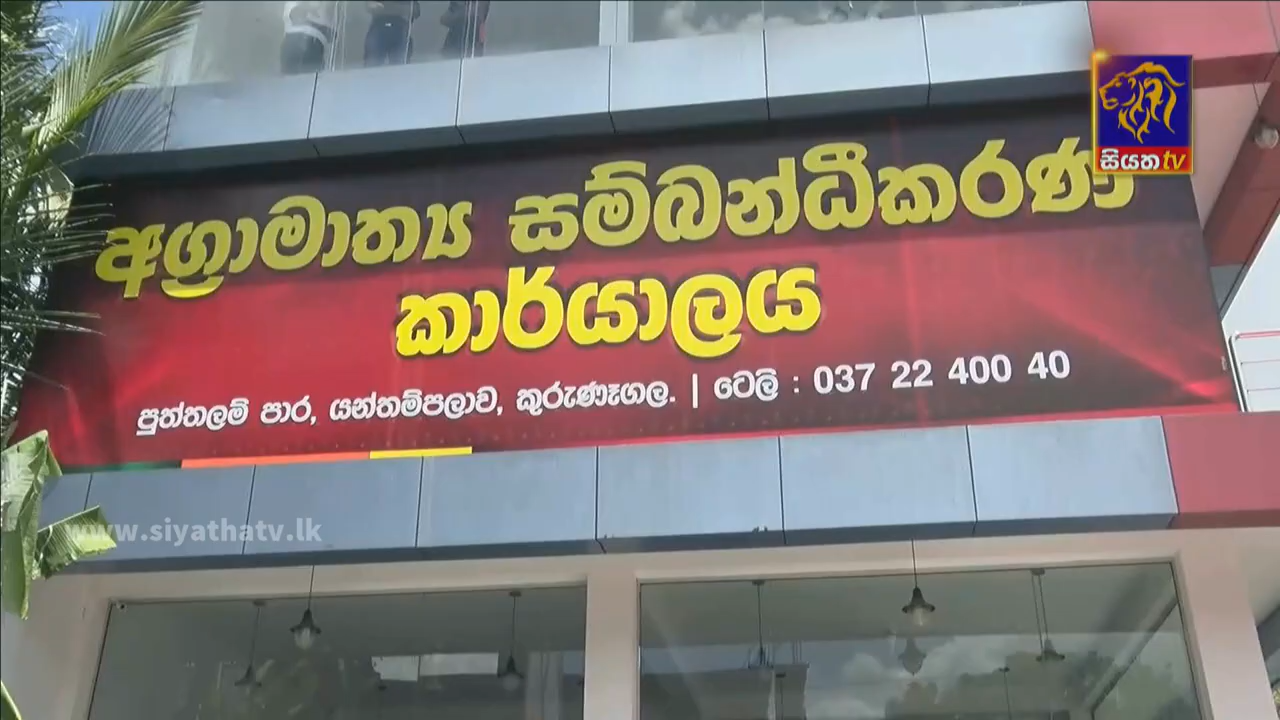 සියත tv
අග්‍රාමාත්‍ය සම්බන්ධීකරණ
කාර්යාලය
පුත්තලම් පාර, යන්තම්පලාව, කුරුණෑගල. | ටෙලි : 037 22 400 40
www.siyathatv.lk